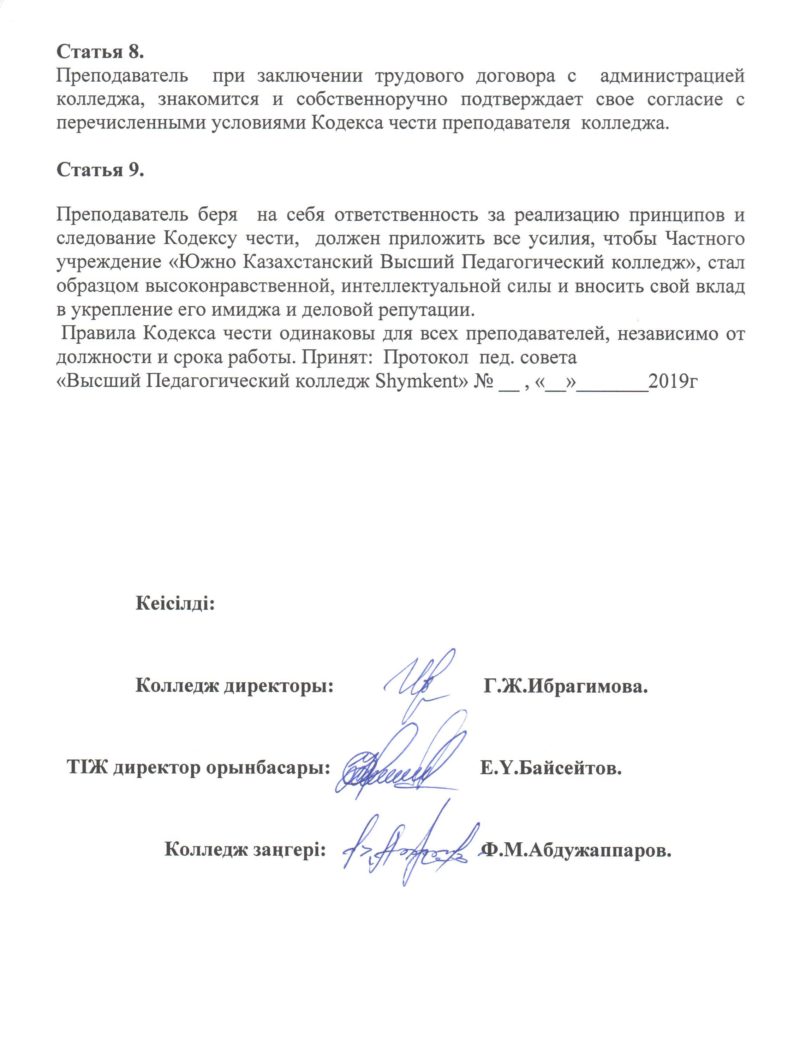 Статья 8.
Преподаватель при заключении трудового договора с администрацией
колледжа, знакомится и собственноручно подтверждает свое согласие с
перечисленными условиями Кодекса чести преподавателя колледжа.
Статья 9.
Преподаватель беря на себя ответственность за реализацию принципов и
следование Кодексу чести, должен приложить все усилия, чтобы Частного
учреждение «Южно Казахстанский Высший Педагогический колледж», стал
образцом высоконравственной, интеллектуальной силы и вносить свой вклад
в укрепление его имиджа и деловой репутации.
Правила Кодекса чести одинаковы для всех преподавателей, независимо от
должности и срока работы. Принят: Протокол пед. совета
«Высший Педагогический колледж Shymkent» № __ , «__»_______2019г
Кеісілді:
Колледж директоры: Г.Ж.Ибрагимова.
ТІЖ директор орынбасары: Е.Ү.Байсейтов.
Колледж заңгері: Ф.М.Абдужаппаров.